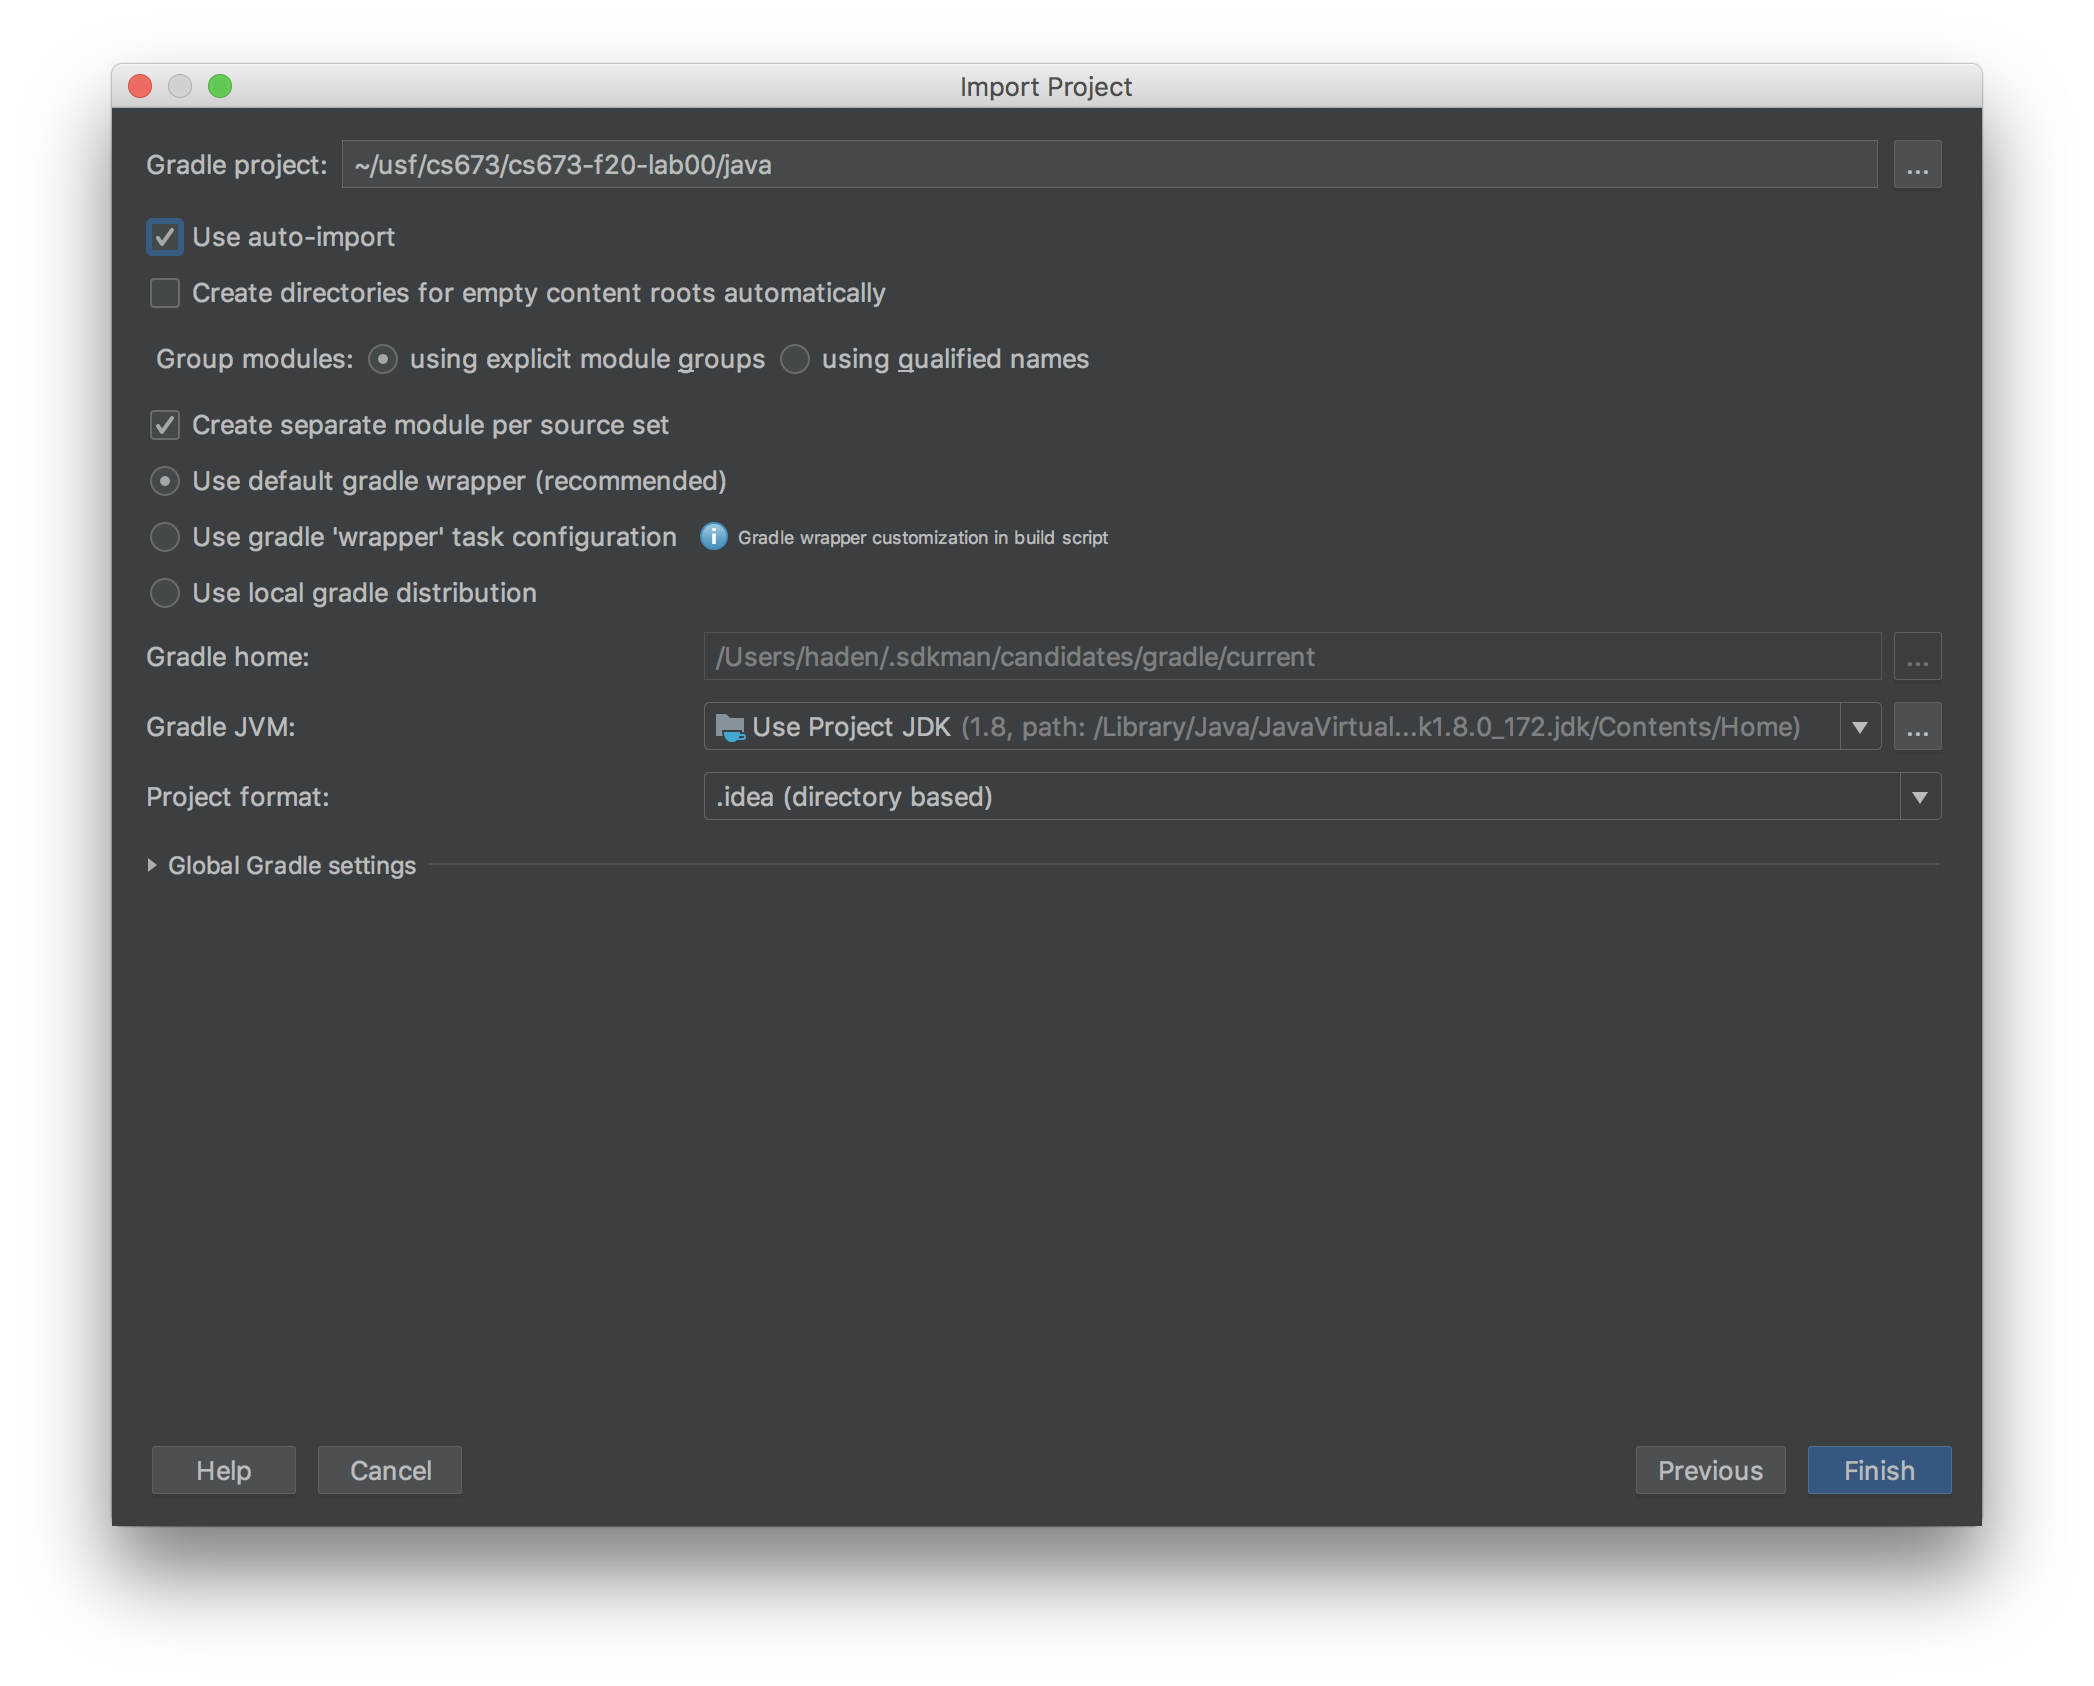 Import Project
Gradle project: ~/usf/cs673/cs673-f20-lab00/java ...
Use auto-import
Create directories for empty content roots automatically
Group modules: using explicit module groups using qualified names
Create separate module per source set
Use default gradle wrapper (recommended)
Use gradle 'wrapper' task configuration Gradle wrapper customization in build script
Use local gradle distribution
Gradle home: /Users/haden/.sdkman/candidates/gradle/current ...
Gradle JVM: Use Project JDK (1.8, path: /Library/Java/JavaVirtual...k1.8.0_172.jdk/Contents/Home) ...
Project format: .idea (directory based)
Global Gradle settings
Help Cancel Previous Finish